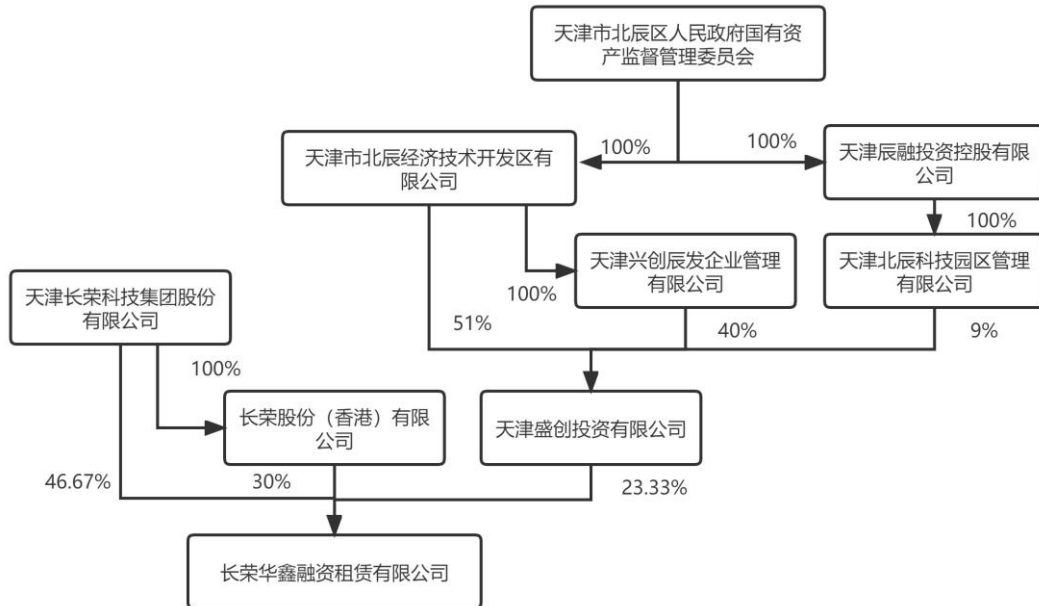 天津市北辰区人民政府国有资
产监督管理委员会
100%
100%
天津市北辰经济技术开发区有
限公司
天津辰融投资控股有限
公司
100%
天津兴创辰发企业管理
有限公司
天津北辰科技园区管理
有限公司
100%
天津长荣科技集团股份
有限公司
51%
40%
9%
100%
长荣股份（香港）有限
公司
天津盛创投资有限公司
46.67%
30%
23.33%
长荣华鑫融资租赁有限公司